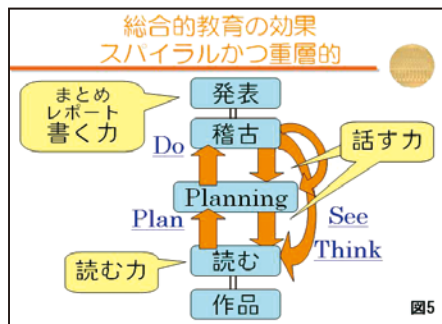 総合的教育の効果
スパイラルかつ重層的
まとめ
レポート
書く力
発表
稽古
Do
話す力
Planning
Plan
See
Think
読む力
読む
作品
図5